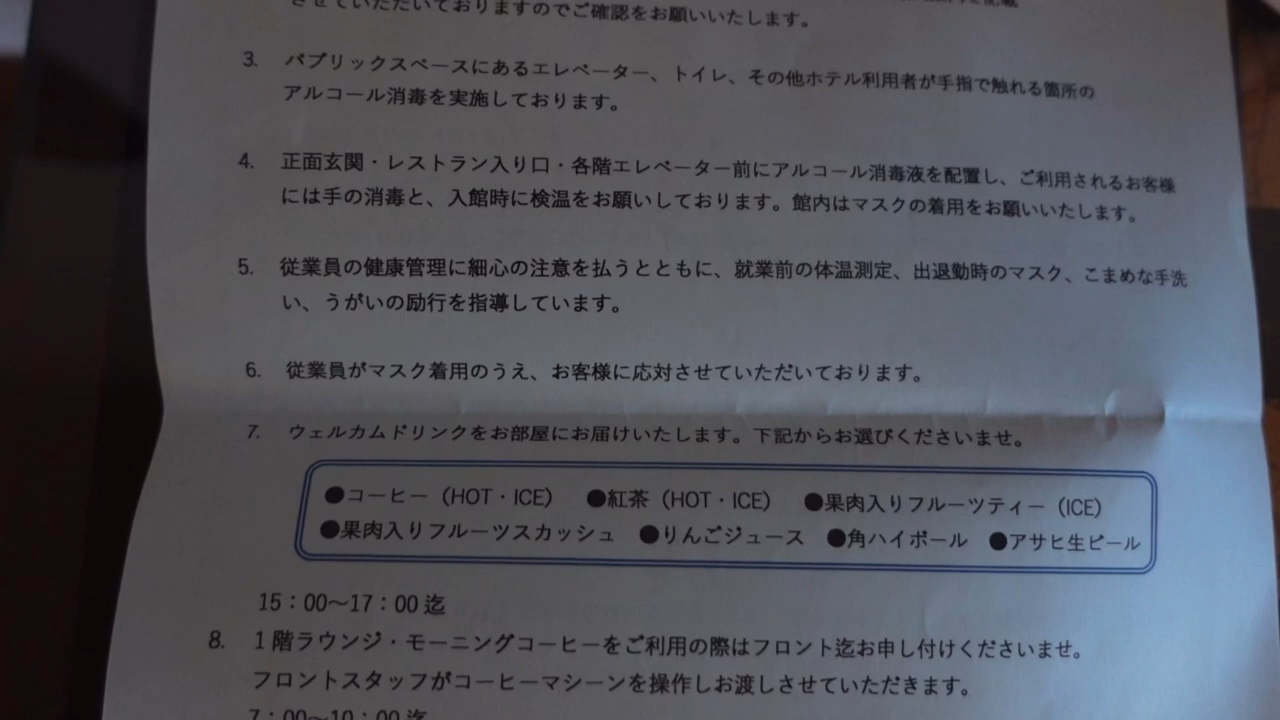 させていただいておりますのでご確認をお願いいたします。
3. パブリックスペースにあるエレベーター、トイレ、その他ホテル利用者が手指で触れる箇所の
アルコール消毒を実施しております。
4. 正面玄関・レストラン入り口・各階エレベーター前にアルコール消毒液を配置し、ご利用されるお客様
には手の消毒と、入館時に検温をお願いしております。館内はマスクの着用をお願いいたします。
5. 従業員の健康管理に細心の注意を払うとともに、就業前の体温測定、出退勤時のマスク、こまめな手洗
い、うがいの励行を指導しています。
6. 従業員がマスク着用のうえ、お客様に応対させていただいております。
7. ウェルカムドリンクをお部屋にお届けいたします。下記からお選びくださいませ。
●コーヒー（HOT・ICE） ●紅茶（HOT・ICE） ●果肉入りフルーツティー（ICE）
●果肉入りフルーツスカッシュ ●りんごジュース ●角ハイボール ●アサヒ生ビール
15：00～17：00 迄
8. 1 階ラウンジ・モーニングコーヒーをご利用の際はフロント迄お申し付けくださいませ。
フロントスタッフがコーヒーマシーンを操作しお渡しさせていただきます。
7：00～10：00 迄